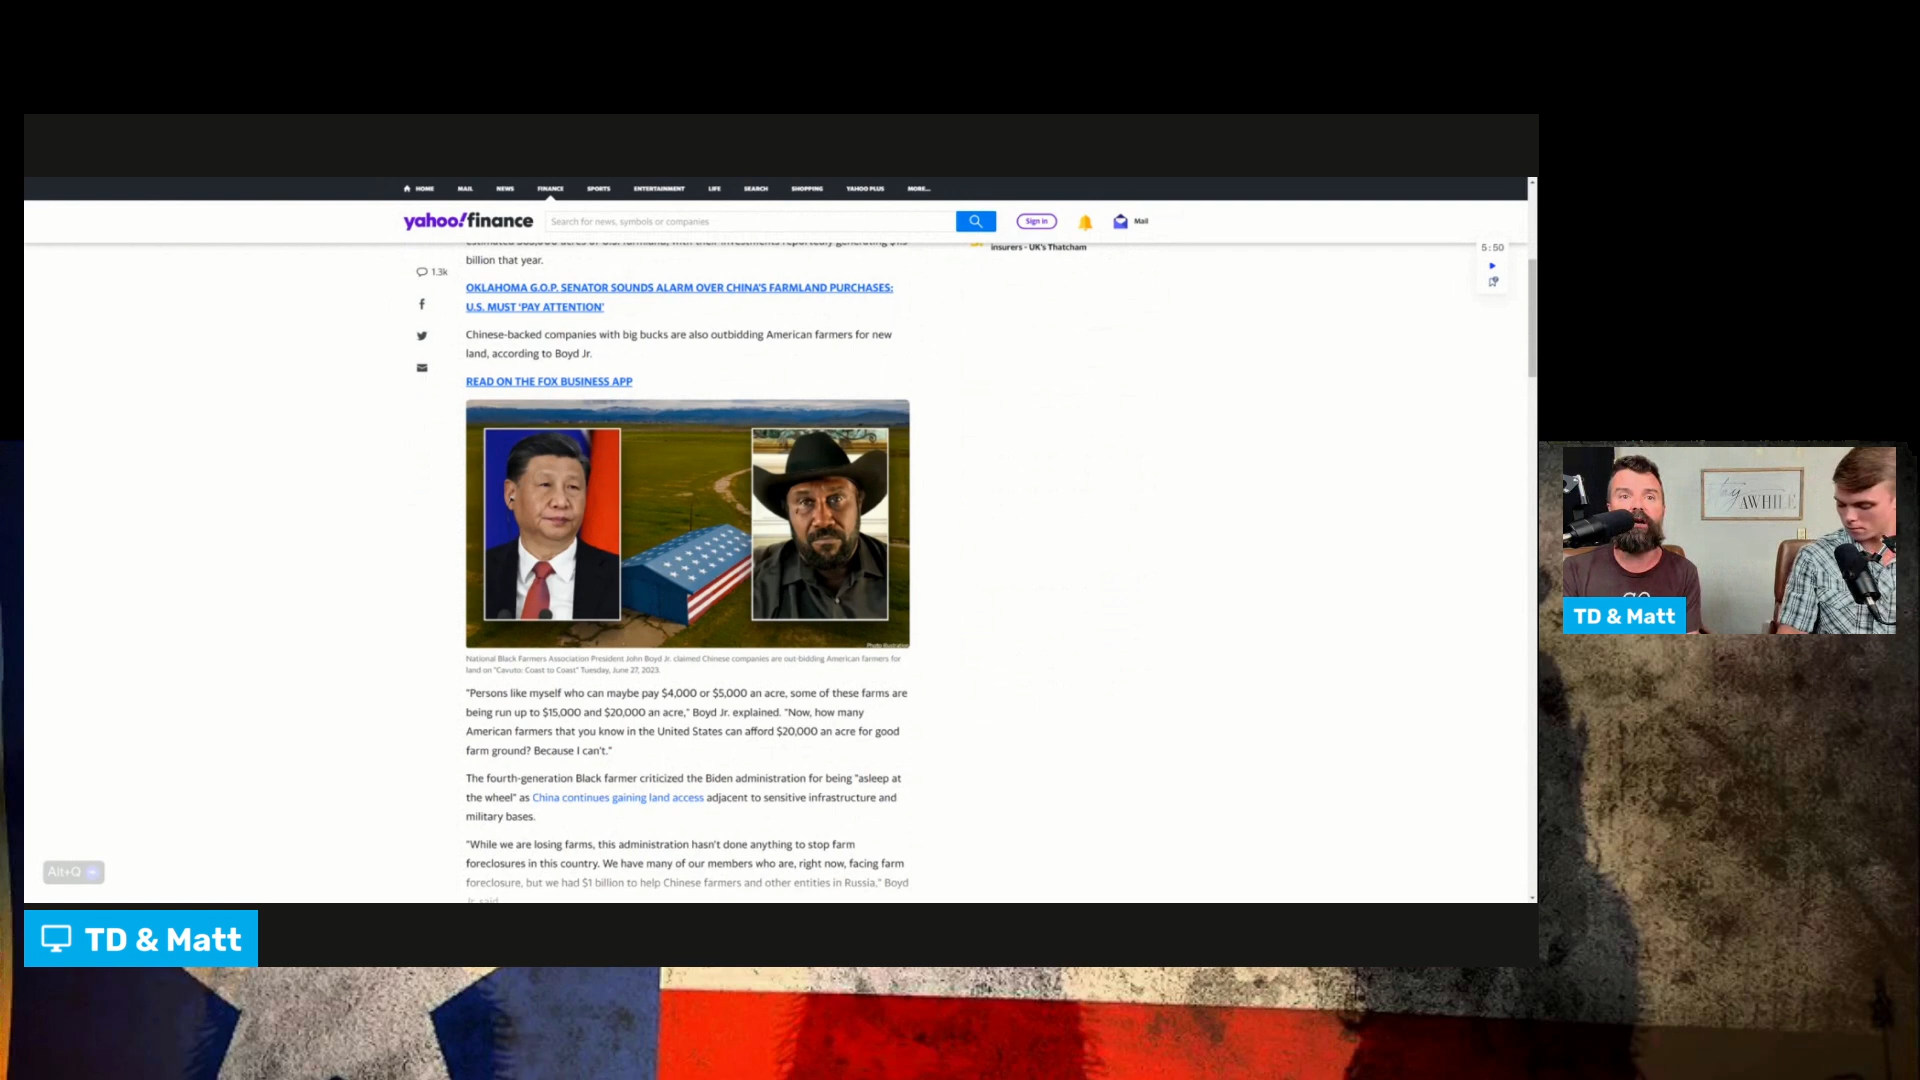 HOME MAIL NEWS FINANCE SPORTS ENTERTAINMENT LIFE SEARCH SHOPPING YAHOO PLUS MORE...
yahoo!finance Search for news, symbols or companies Sign in Mail
billion that year.
insurers - UK's Thatcham
5:50
1.3k
OKLAHOMA G.O.P. SENATOR SOUNDS ALARM OVER CHINA'S FARMLAND PURCHASES:
U.S. MUST 'PAY ATTENTION'
Chinese-backed companies with big bucks are also outbidding American farmers for new
land, according to Boyd Jr.
READ ON THE FOX BUSINESS APP
Photo Illustration
National Black Farmers Association President John Boyd Jr. claimed Chinese companies are out-bidding American farmers for
land on "Cavuto: Coast to Coast" Tuesday, June 27, 2023.
"Persons like myself who can maybe pay $4,000 or $5,000 an acre, some of these farms are
being run up to $15,000 and $20,000 an acre," Boyd Jr. explained. "Now, how many
American farmers that you know in the United States can afford $20,000 an acre for good
farm ground? Because I can't."
The fourth-generation Black farmer criticized the Biden administration for being "asleep at
the wheel" as China continues gaining land access adjacent to sensitive infrastructure and
military bases.
"While we are losing farms, this administration hasn't done anything to stop farm
foreclosures in this country. We have many of our members who are, right now, facing farm
foreclosure, but we had $1 billion to help Chinese farmers and other entities in Russia," Boyd
Jr. said
Alt+Q
TD & Matt
AWHILE
TD & Matt